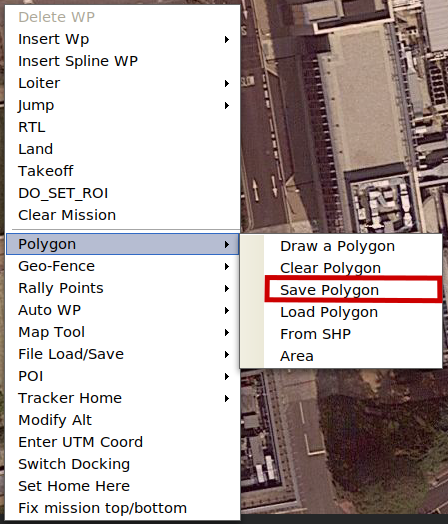 Delete WP
Insert Wp
Insert Spline WP
Loiter
Jump
RTL
Land
Takeoff
DO_SET_ROI
Clear Mission
Polygon
Geo-Fence
Rally Points
Auto WP
Map Tool
File Load/Save
POI
Tracker Home
Modify Alt
Enter UTM Coord
Switch Docking
Set Home Here
Fix mission top/bottom
Draw a Polygon
Clear Polygon
Save Polygon
Load Polygon
From SHP
Area